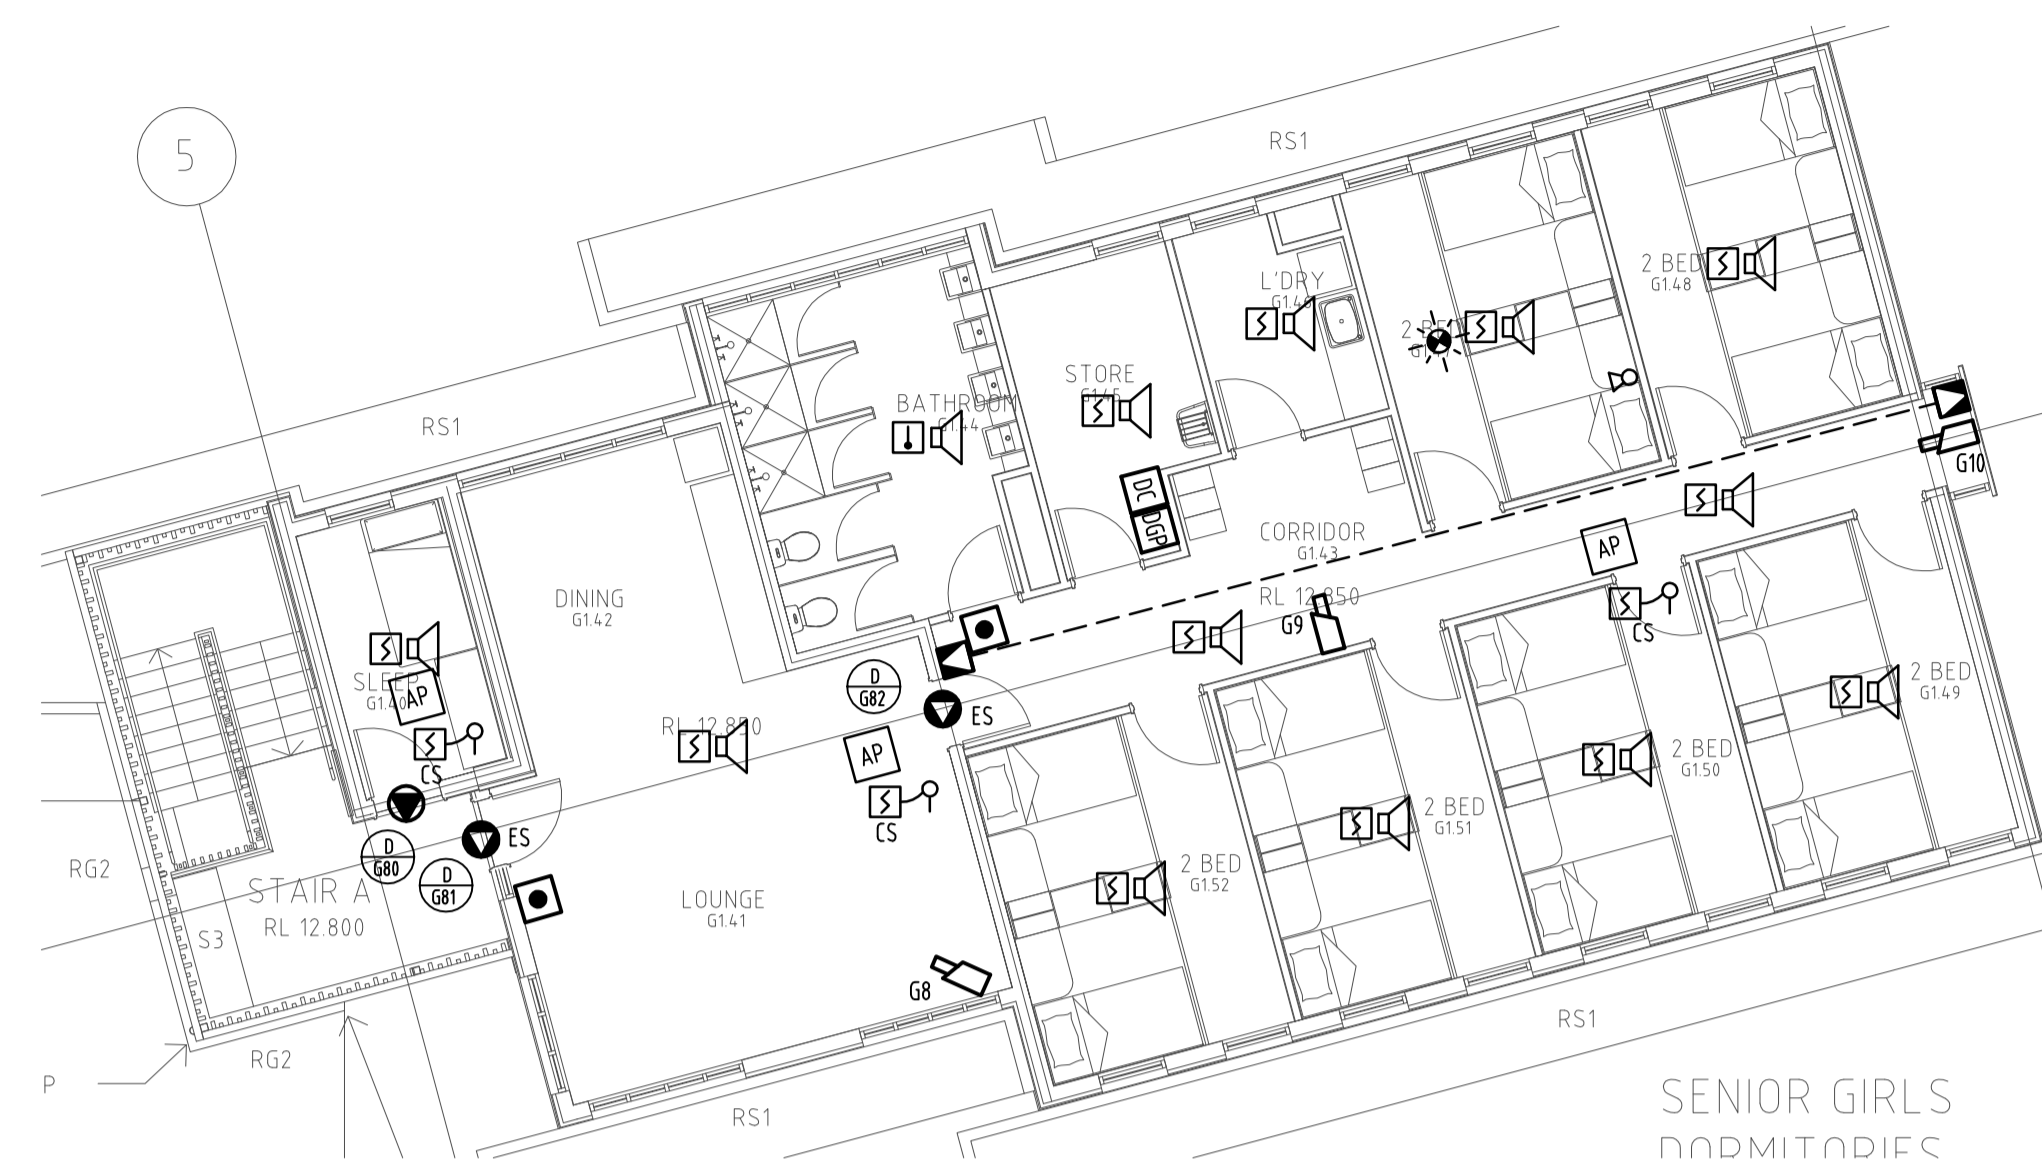 5
RS1
RS1
2 BED
G1.48
L'DRY
G1.46
2 BED
STORE
G1.45
BATHROOM
G1.44
G10
DC
DGP
CORRIDOR
G1.43
AP
RL 12.850
G9
CS
DINING
G1.42
SLEEP
G1.40
AP
CS
D
G82
ES
RL 12.850
AP
CS
2 BED
G1.49
2 BED
G1.50
2 BED
G1.51
2 BED
G1.52
ES
D
G80
D
G81
RG2
STAIR A
RL 12.800
S3
LOUNGE
G1.41
G8
RG2
P
RS1
RS1
SENIOR GIRLS
DORMITORIES